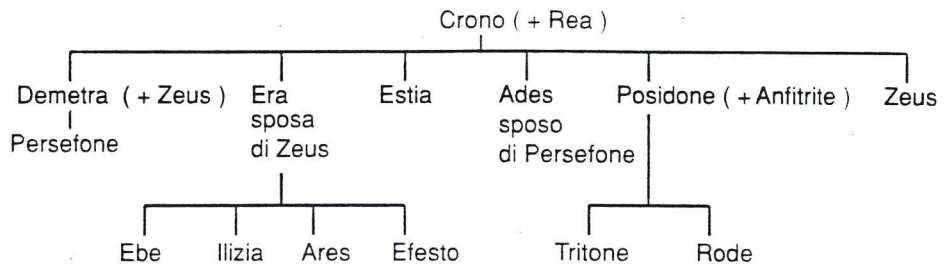 Crono ( + Rea )
Demetra ( + Zeus ) Era Estia Ades Posidone ( + Anfitrite ) Zeus
Persefone sposa di Zeus sposo di Persefone
Ebe Ilizia Ares Efesto Tritone Rode